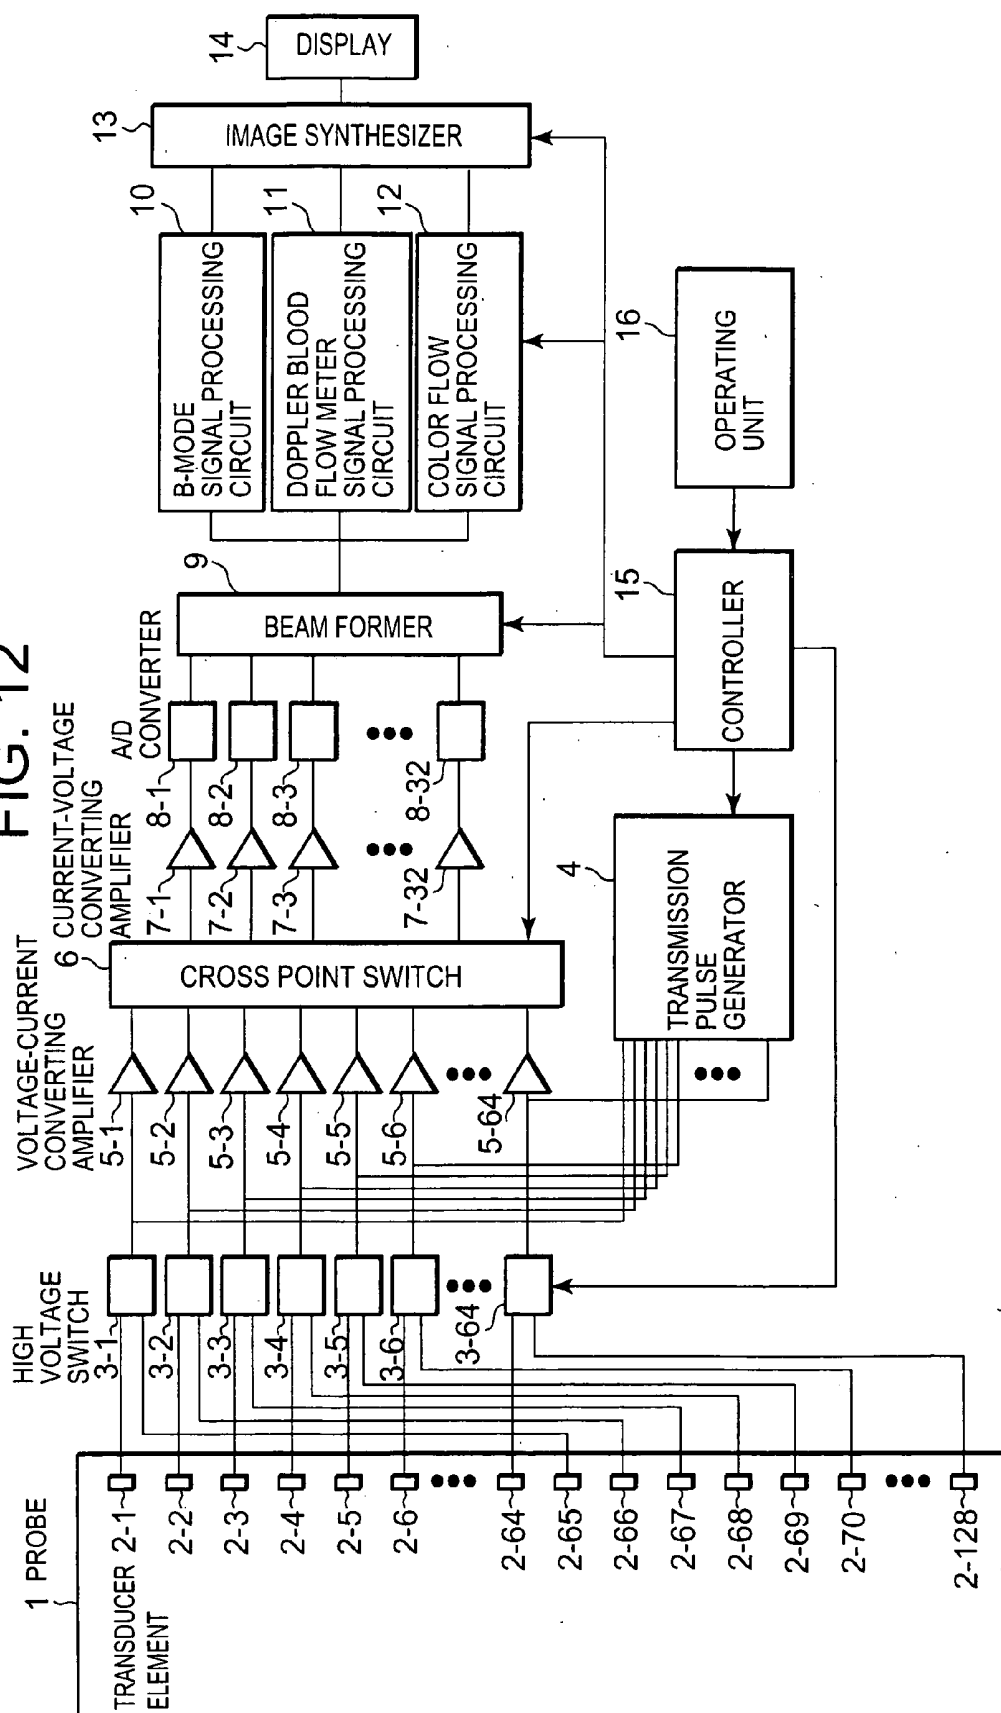 FIG. 12
1 PROBE
TRANSDUCER
ELEMENT
2-1
2-2
2-3
2-4
2-5
2-6
2-64
2-65
2-66
2-67
2-68
2-69
2-70
2-128
HIGH
VOLTAGE
SWITCH
3-1
3-2
3-3
3-4
3-5
3-6
3-64
VOLTAGE-CURRENT
CONVERTING
AMPLIFIER
5-1
5-2
5-3
5-4
5-5
5-6
5-64
6
CROSS POINT SWITCH
CURRENT-VOLTAGE
CONVERTING
AMPLIFIER
7-1
7-2
7-3
7-32
A/D
CONVERTER
8-1
8-2
8-3
8-32
9
BEAM FORMER
10
B-MODE
SIGNAL PROCESSING
CIRCUIT
11
DOPPLER BLOOD
FLOW METER
SIGNAL PROCESSING
CIRCUIT
12
COLOR FLOW
SIGNAL PROCESSING
CIRCUIT
13
IMAGE SYNTHESIZER
14
DISPLAY
4
TRANSMISSION
PULSE
GENERATOR
15
CONTROLLER
16
OPERATING
UNIT